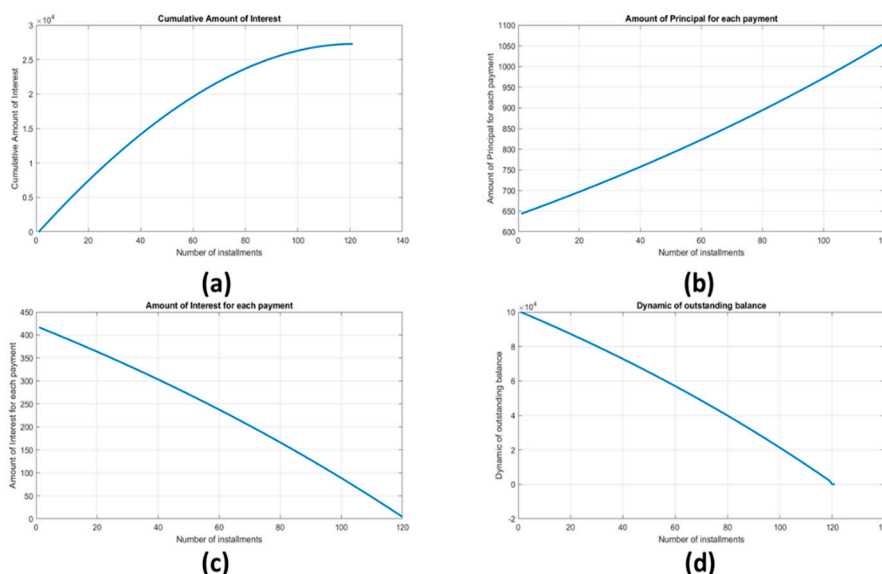 Cumulative Amount of Interest
3 ×10⁴
2.5
2
1.5
1
0.5
0
Cumulative Amount of Interest
0 20 40 60 80 100 120 140
Number of installments
(a)
Amount of Principal for each payment
1100
1050
1000
950
900
850
800
750
700
650
600
Amount of Principal for each payment
0 20 40 60 80 100
Number of installments
(b)
Amount of Interest for each payment
450
400
350
300
250
200
150
100
50
0
Amount of Interest for each payment
0 20 40 60 80 100 120
Number of installments
(c)
Dynamic of outstanding balance
10 ×10⁴
8
6
4
2
0
-2
Dynamic of outstanding balance
0 20 40 60 80 100 120
Number of installments
(d)